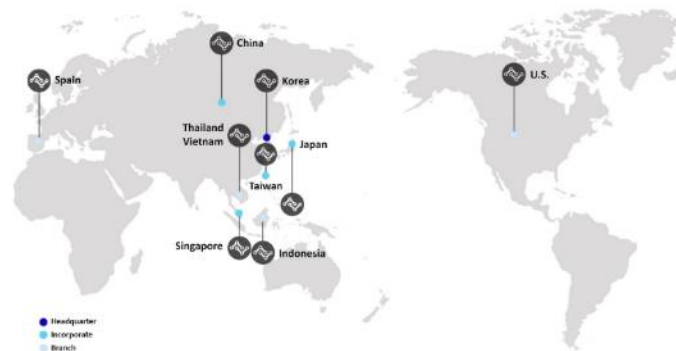 China
Spain
Korea
U.S.
Thailand
Vietnam
Japan
Taiwan
Singapore
Indonesia
Headquarter
Incorporate
Branch